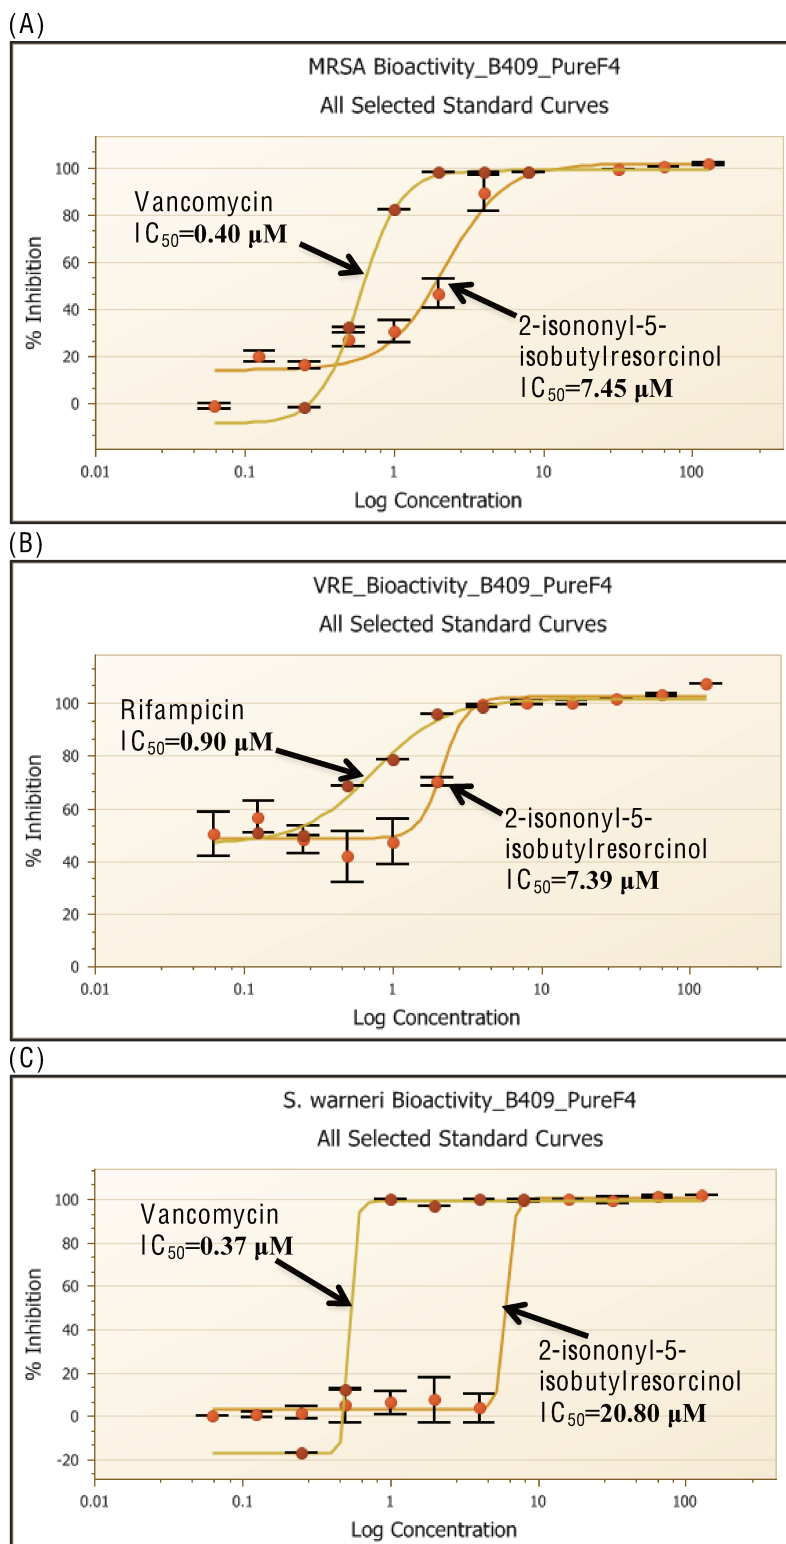 (A)
MRSA Bioactivity_B409_PureF4
All Selected Standard Curves
100
80
60
40
20
0
% Inhibition
Vancomycin
IC50=0.40 µM
2-isononyl-5-
isobutylresorcinol
IC50=7.45 µM
0.01
0.1
1
10
100
Log Concentration
(B)
VRE_Bioactivity_B409_PureF4
All Selected Standard Curves
100
80
60
40
20
0
% Inhibition
Rifampicin
IC50=0.90 µM
2-isononyl-5-
isobutylresorcinol
IC50=7.39 µM
0.01
0.1
1
10
100
Log Concentration
(C)
S. warneri Bioactivity_B409_PureF4
All Selected Standard Curves
100
80
60
40
20
0
-20
% Inhibition
Vancomycin
IC50=0.37 µM
2-isononyl-5-
isobutylresorcinol
IC50=20.80 µM
0.01
0.1
1
10
100
Log Concentration